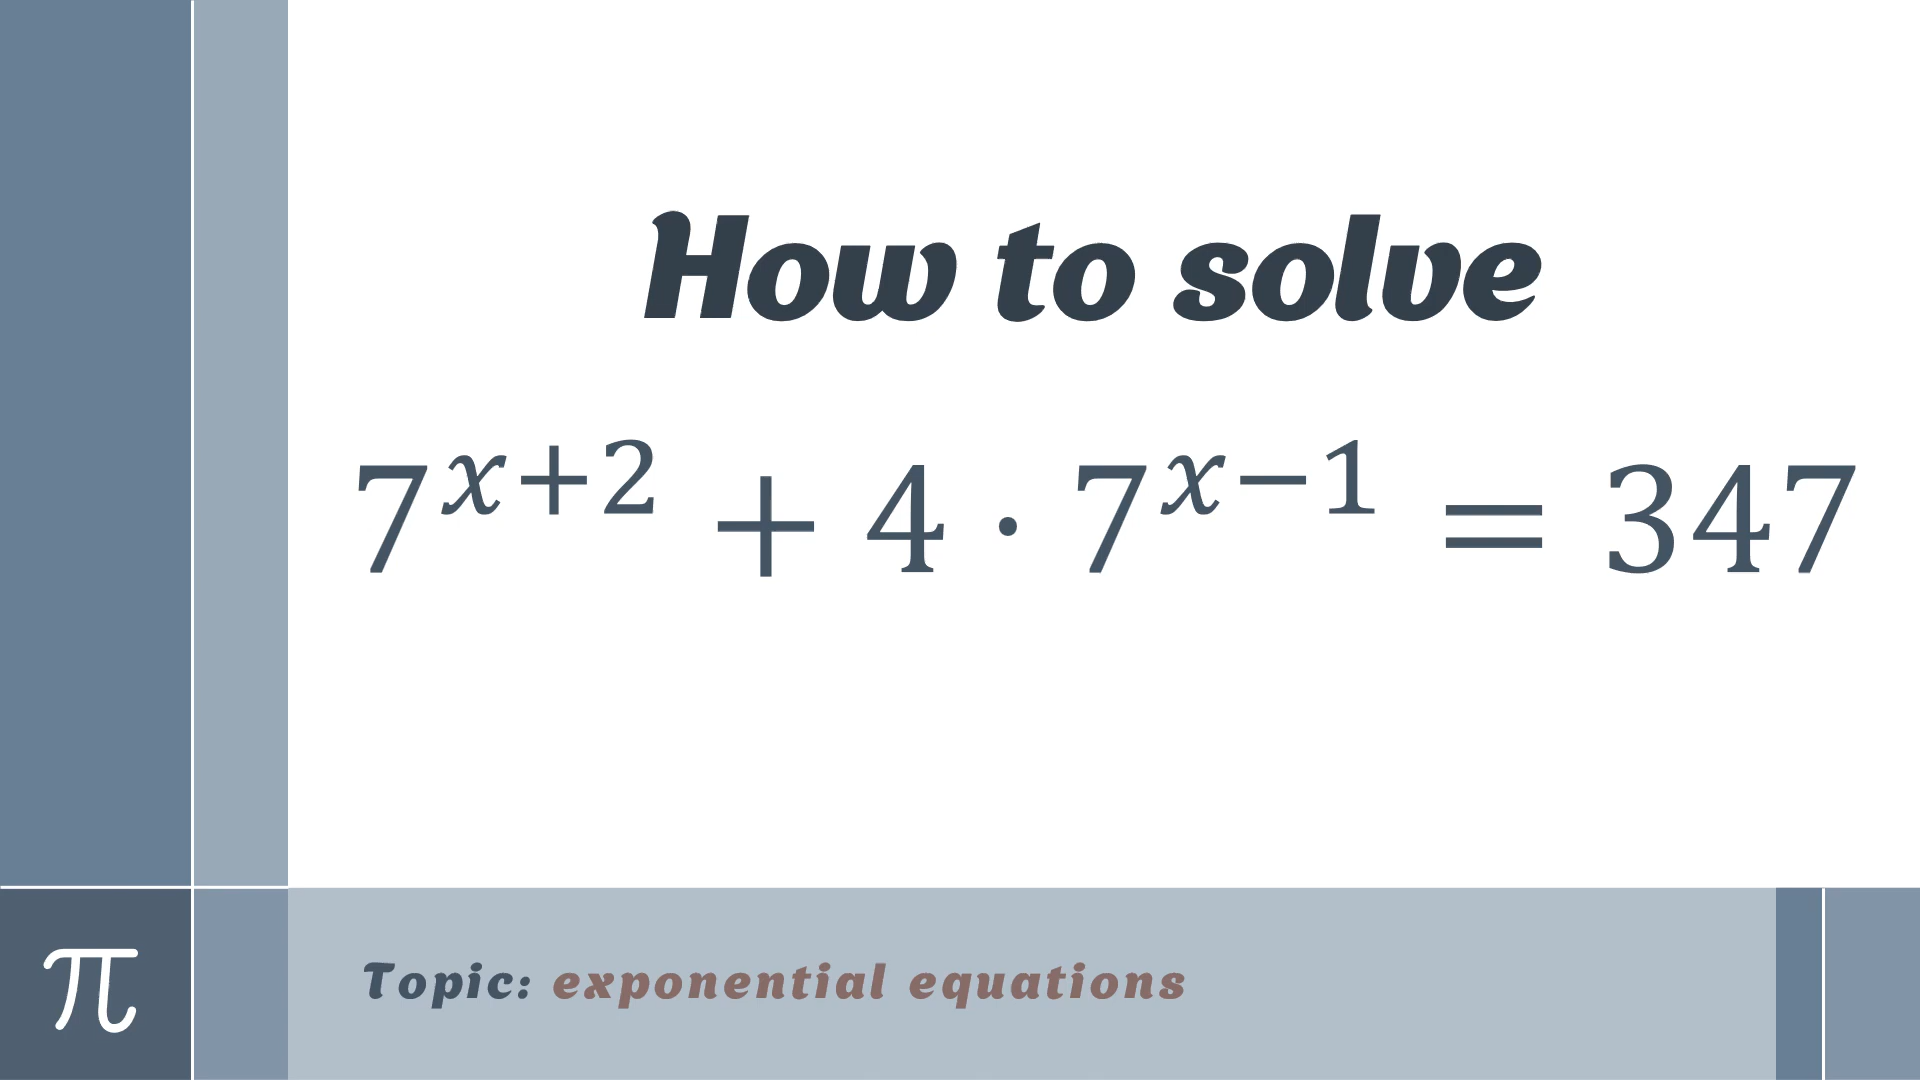 How to solve
7^{x+2} + 4 · 7^{x−1} = 347
π
Topic: exponential equations